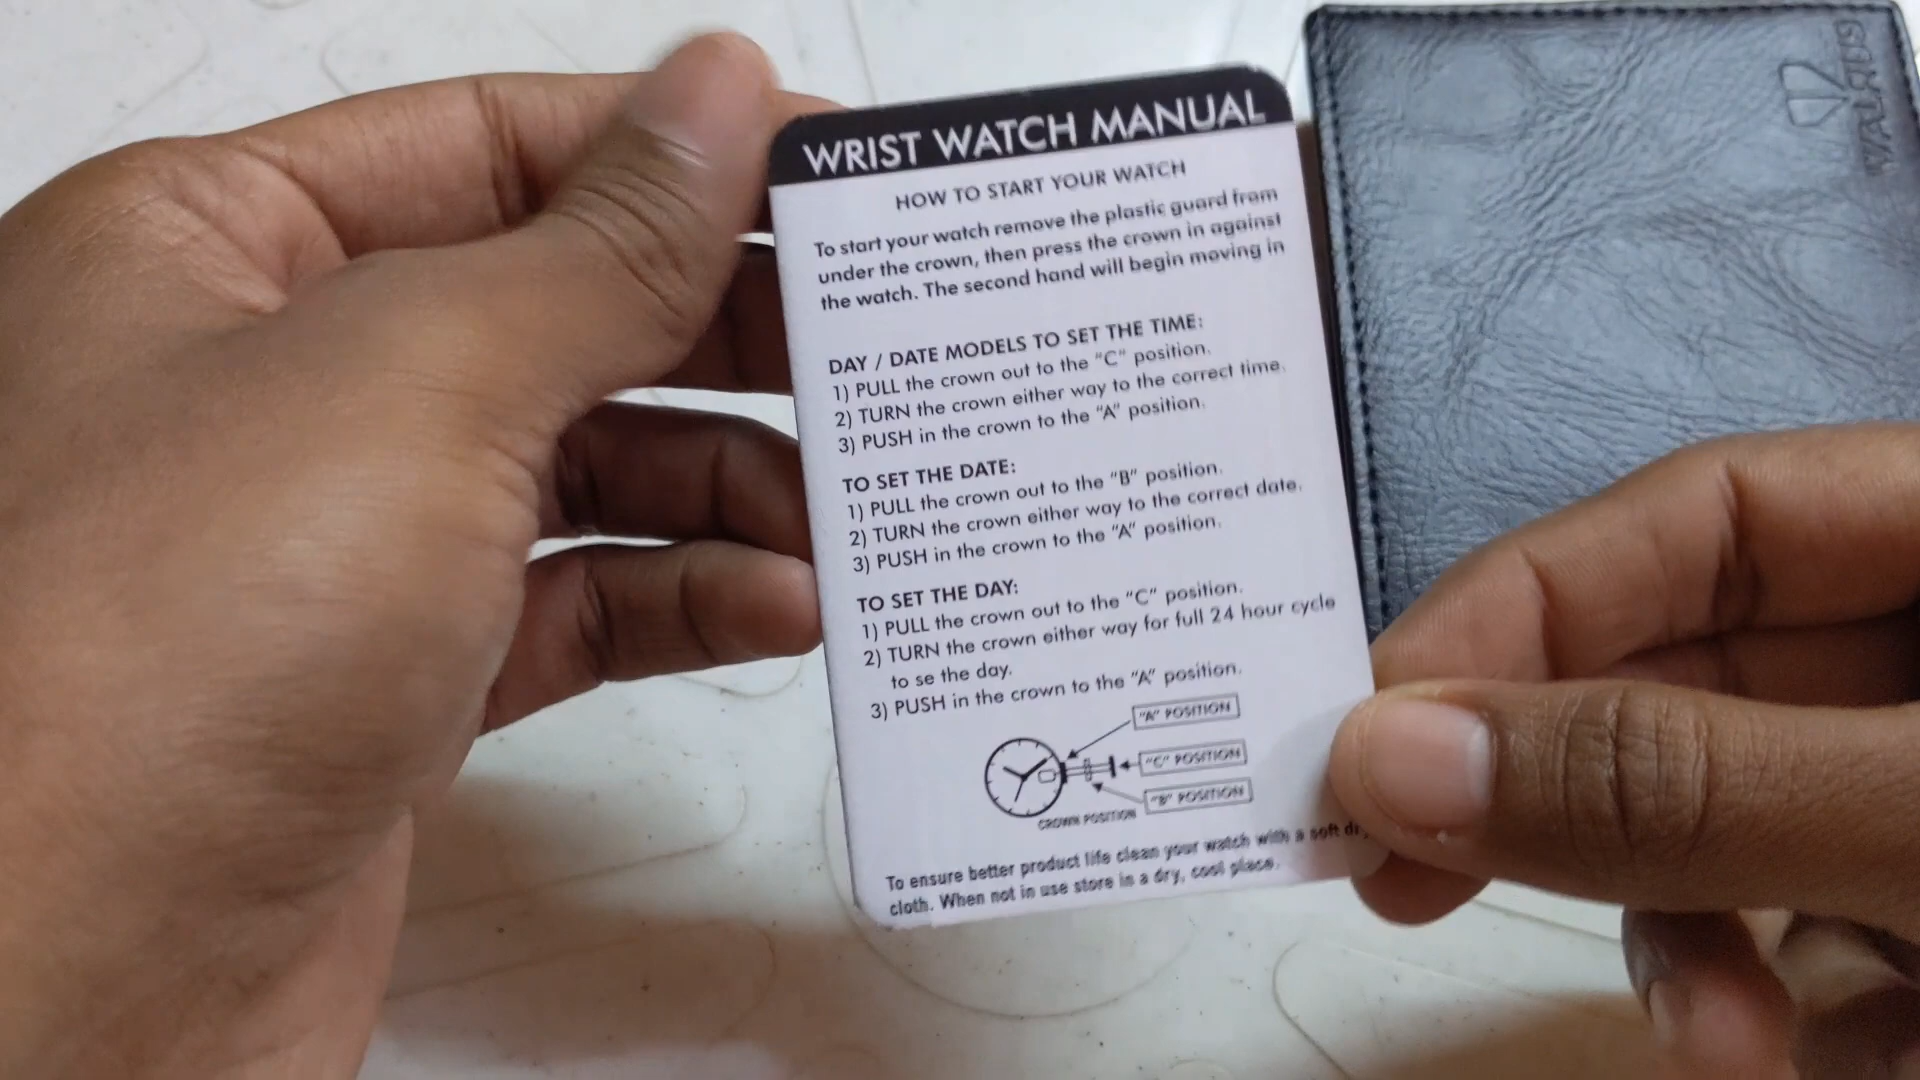 WRIST WATCH MANUAL
HOW TO START YOUR WATCH
To start your watch remove the plastic guard from
under the crown, then press the crown in against
the watch. The second hand will begin moving in
DAY / DATE MODELS TO SET THE TIME:
1) PULL the crown out to the "C" position.
2) TURN the crown either way to the correct time.
3) PUSH in the crown to the "A" position.
TO SET THE DATE:
1) PULL the crown out to the "B" position.
2) TURN the crown either way to the correct date.
3) PUSH in the crown to the "A" position.
TO SET THE DAY:
1) PULL the crown out to the "C" position.
2) TURN the crown either way for full 24 hour cycle
to se the day.
3) PUSH in the crown to the "A" position.
"A" POSITION
"C" POSITION
"B" POSITION
CROWN POSITION
To ensure better product life clean your watch with a soft
cloth. When not in use store in a dry, cool place.
WALRUS